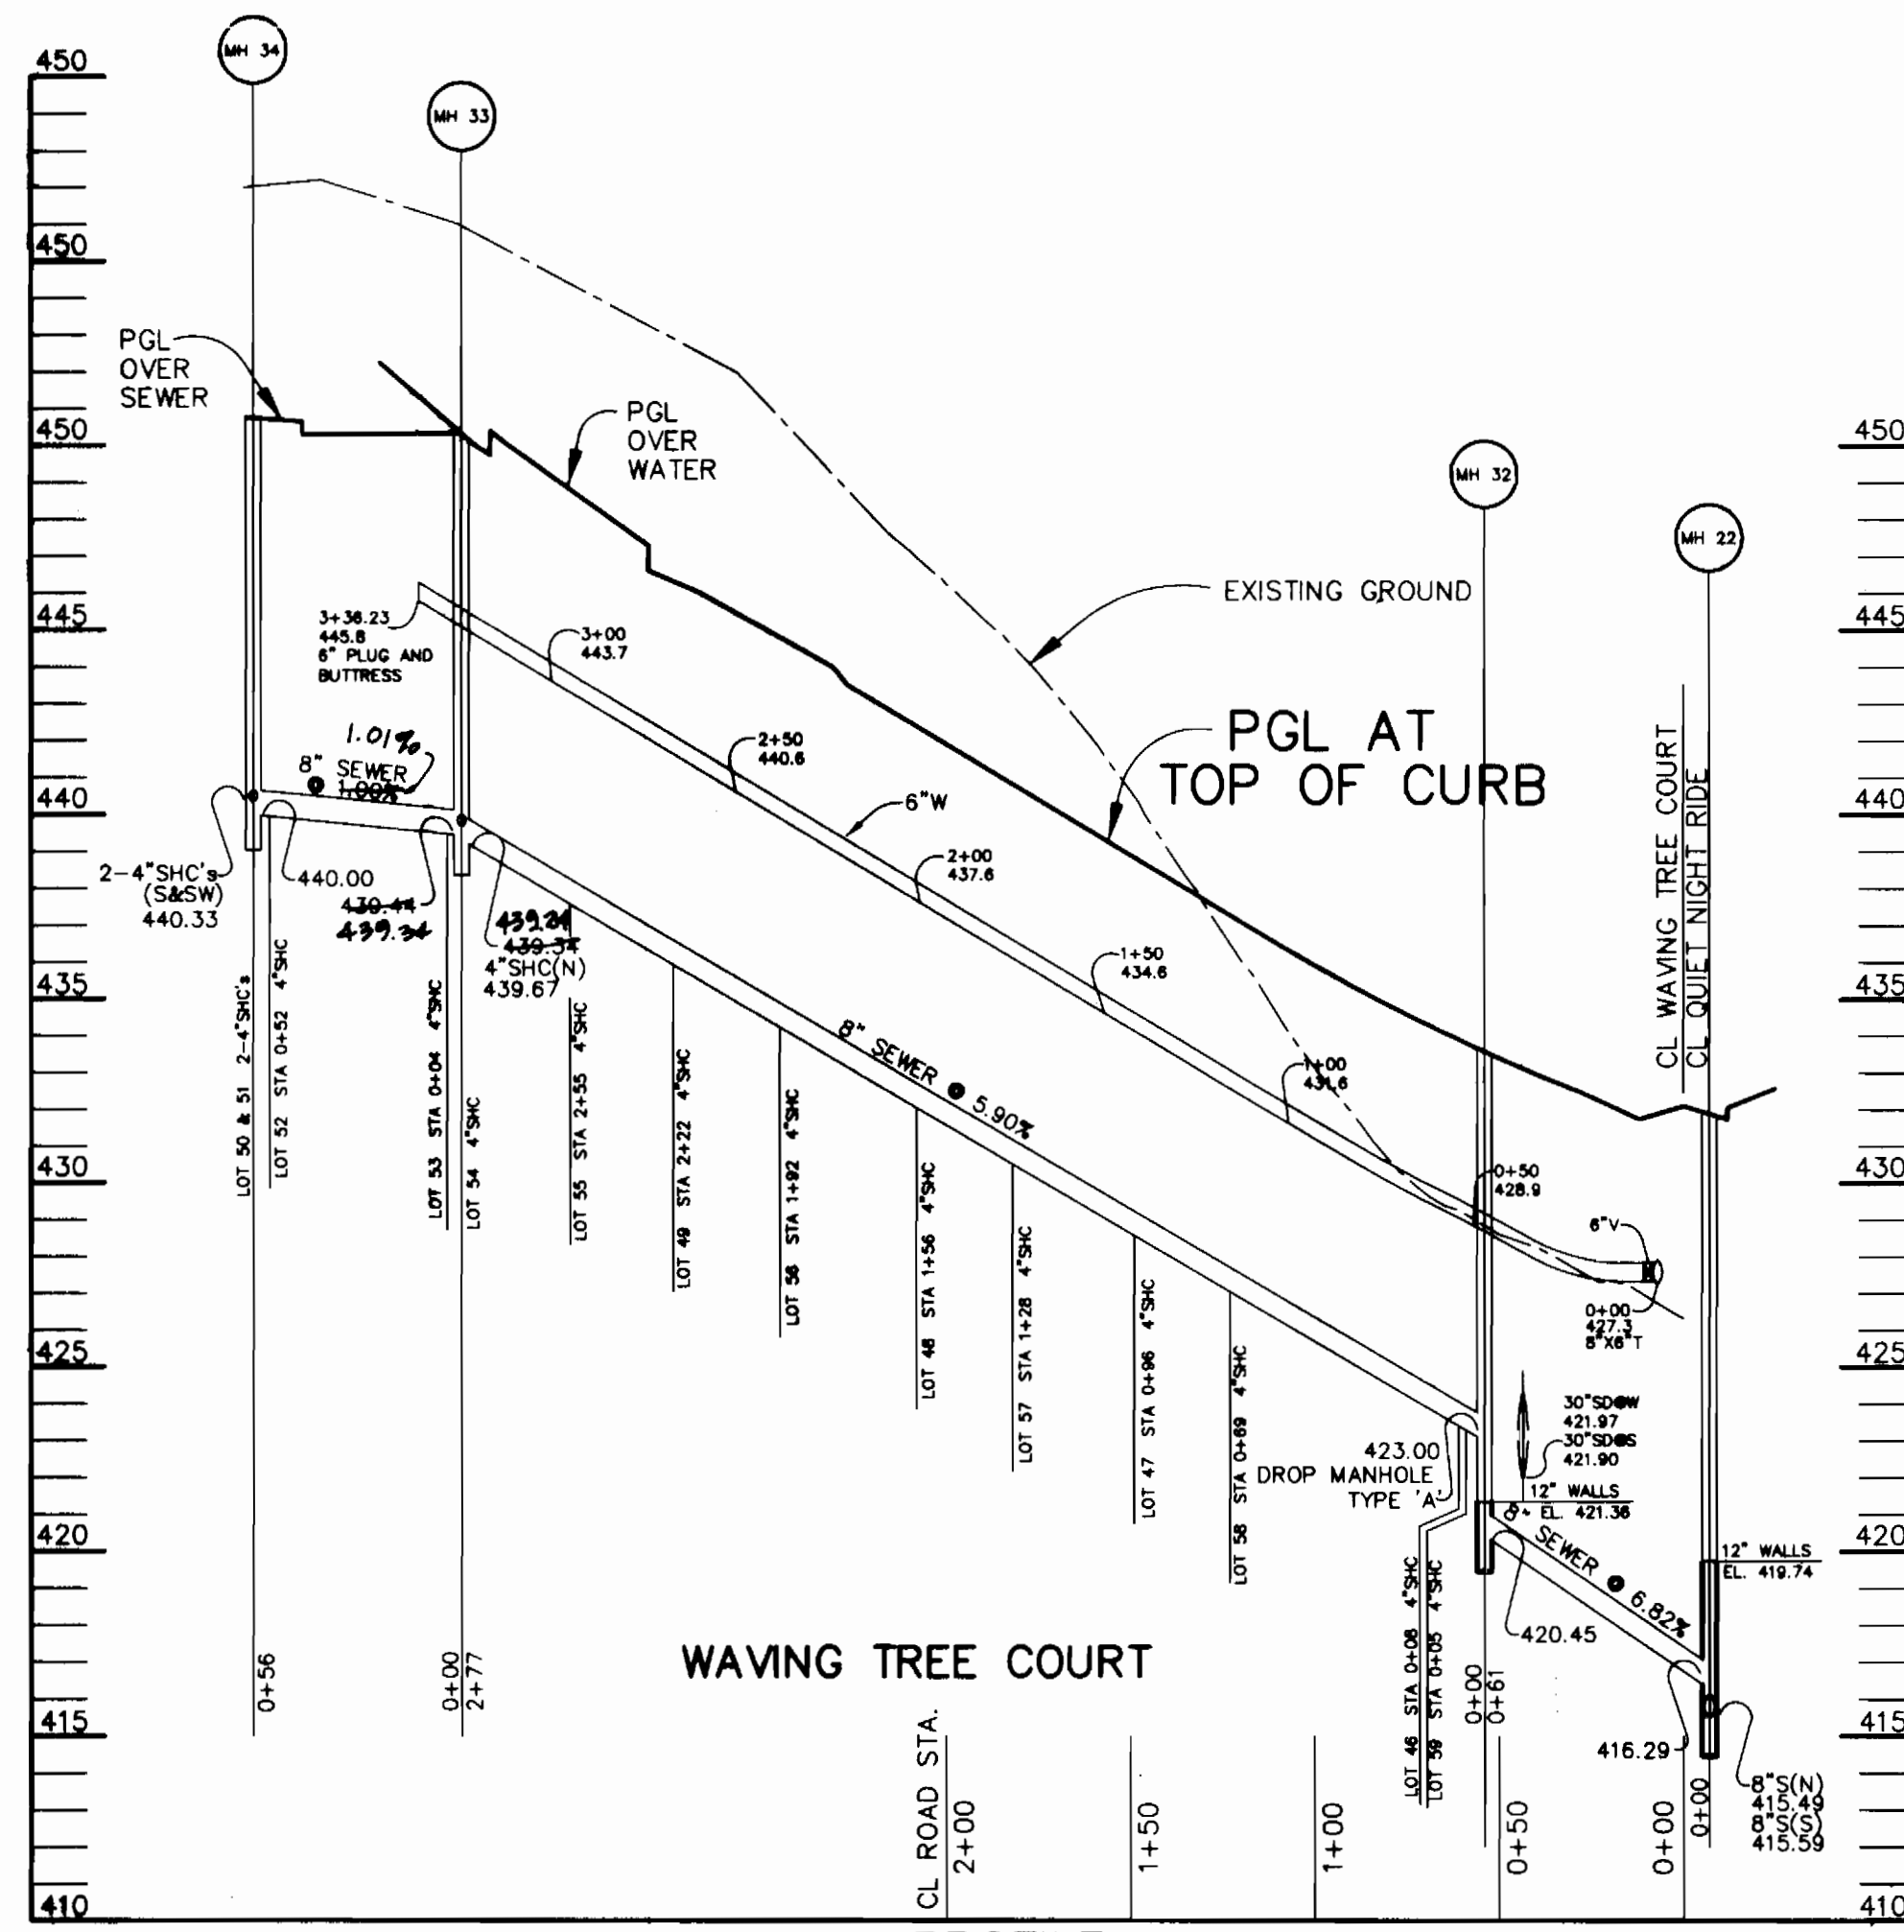 MH 34
MH 33
MH 32
MH 22
450
450
450
445
440
435
430
425
420
415
410
450
445
440
435
430
425
420
415
410
PGL
OVER
SEWER
PGL
OVER
WATER
EXISTING GROUND
PGL AT
TOP OF CURB
3+36.23
445.8
6" PLUG AND
BUTTRESS
3+00
443.7
2+50
440.6
2+00
437.6
1+50
434.6
1+00
431.6
0+50
428.9
6"W
6"V
0+00
427.3
8"X6"T
1.01%
8" SEWER
1.00%
2-4"SHC's
(S&SW)
440.33
440.00
439.44
439.34
439.24
439.34
4"SHC(N)
439.67
8" SEWER @ 5.90%
CL WAVING TREE COURT
CL QUIET NIGHT RIDE
LOT 50 & 51 2-4"SHC's
LOT 52 STA 0+52 4"SHC
LOT 53 STA 0+04 4"SHC
LOT 54 4"SHC
LOT 55 STA 2+55 4"SHC
LOT 49 STA 2+22 4"SHC
LOT 56 STA 1+92 4"SHC
LOT 48 STA 1+56 4"SHC
LOT 57 STA 1+28 4"SHC
LOT 47 STA 0+96 4"SHC
LOT 58 STA 0+69 4"SHC
LOT 46 STA 0+08 4"SHC
LOT 59 STA 0+05 4"SHC
423.00
DROP MANHOLE
TYPE 'A'
30"SD@W
421.97
30"SD@S
421.90
12" WALLS
EL. 421.36
8" SEWER @ 6.82%
12" WALLS
EL. 419.74
420.45
416.29
8"S(N)
415.49
8"S(S)
415.59
WAVING TREE COURT
0+56
0+00
2+77
0+00
0+61
0+00
CL ROAD STA.
2+00
1+50
1+00
0+50
0+00